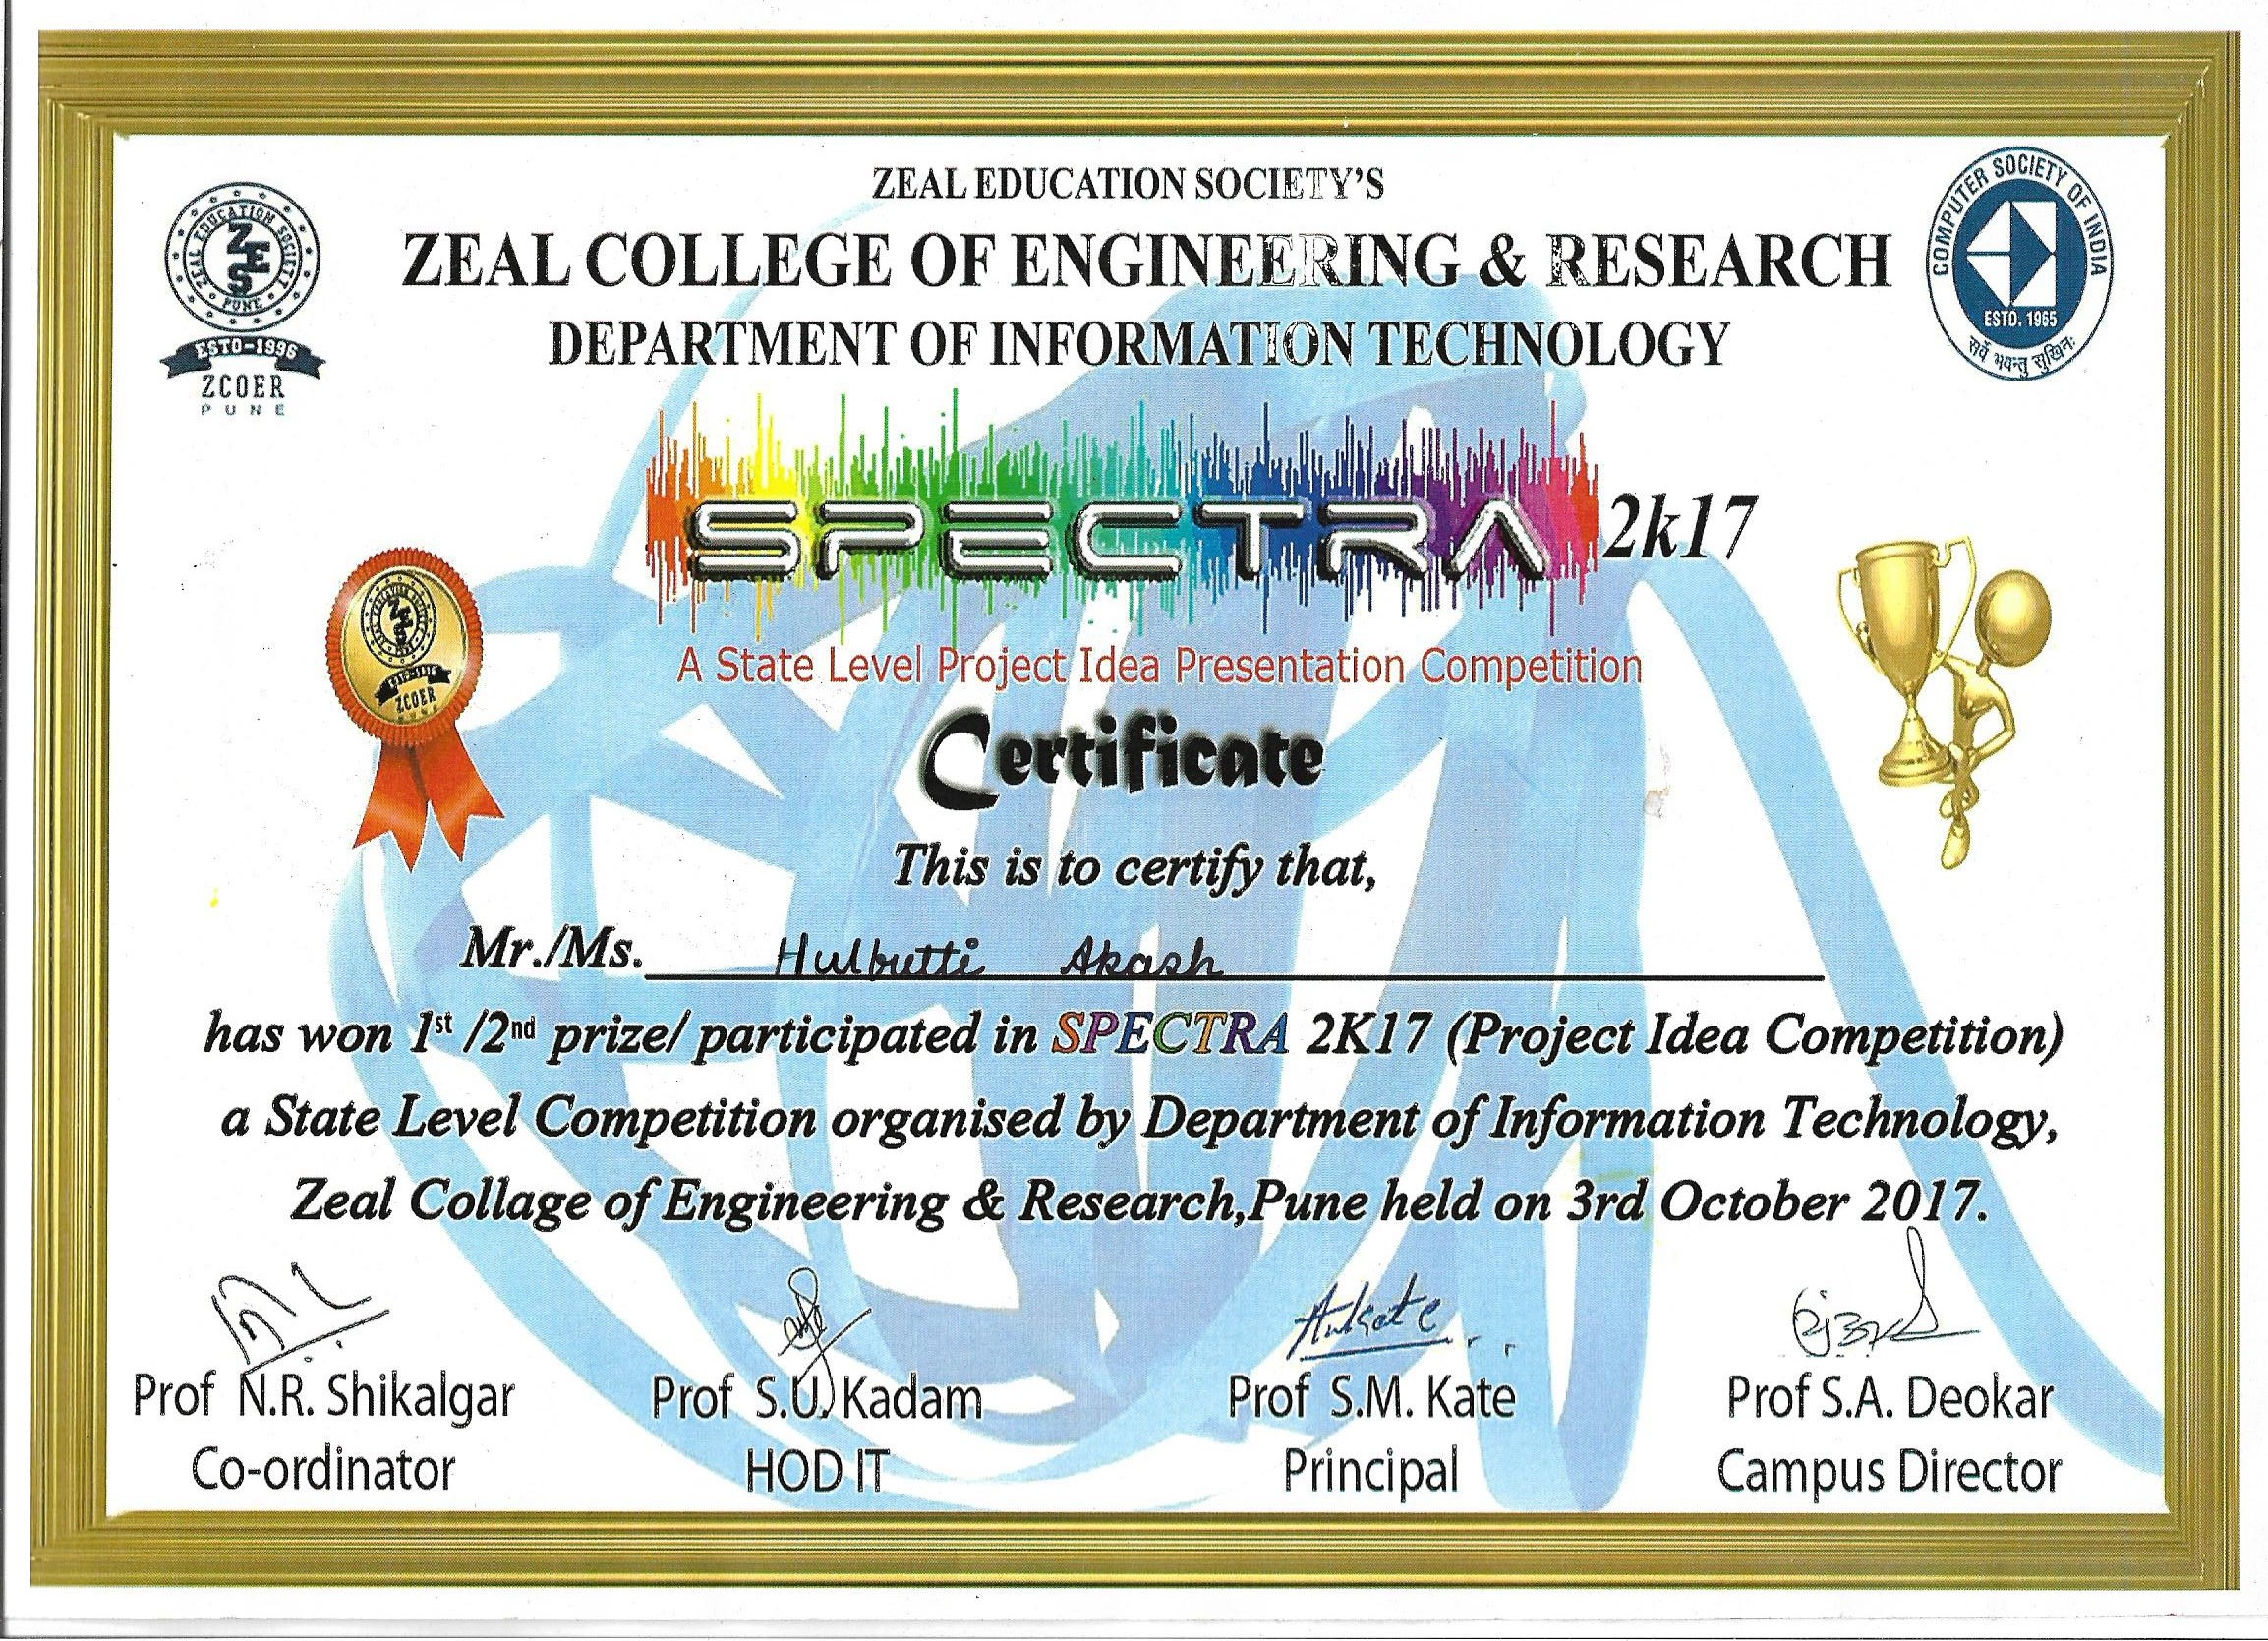 ZEAL EDUCATION SOCIETY'S
ZEAL COLLEGE OF ENGINEERING & RESEARCH
DEPARTMENT OF INFORMATION TECHNOLOGY
ZEAL EDUCATION SOCIETY
ZES
PUNE
ESTD-1996
ZCOER
PUNE
COMPUTER SOCIETY OF INDIA
ESTD. 1965
सर्वे भवन्तु सुखिनः
SPECTRA 2k17
A State Level Project Idea Presentation Competition
ZES
ZCOER
Certificate
This is to certify that,
Mr./Ms. Hulbutti Akash
has won 1st /2nd prize/ participated in SPECTRA 2K17 (Project Idea Competition)
a State Level Competition organised by Department of Information Technology,
Zeal Collage of Engineering & Research,Pune held on 3rd October 2017.
Prof N.R. Shikalgar Prof S.U. Kadam Prof S.M. Kate Prof S.A. Deokar
Co-ordinator HOD IT Principal Campus Director